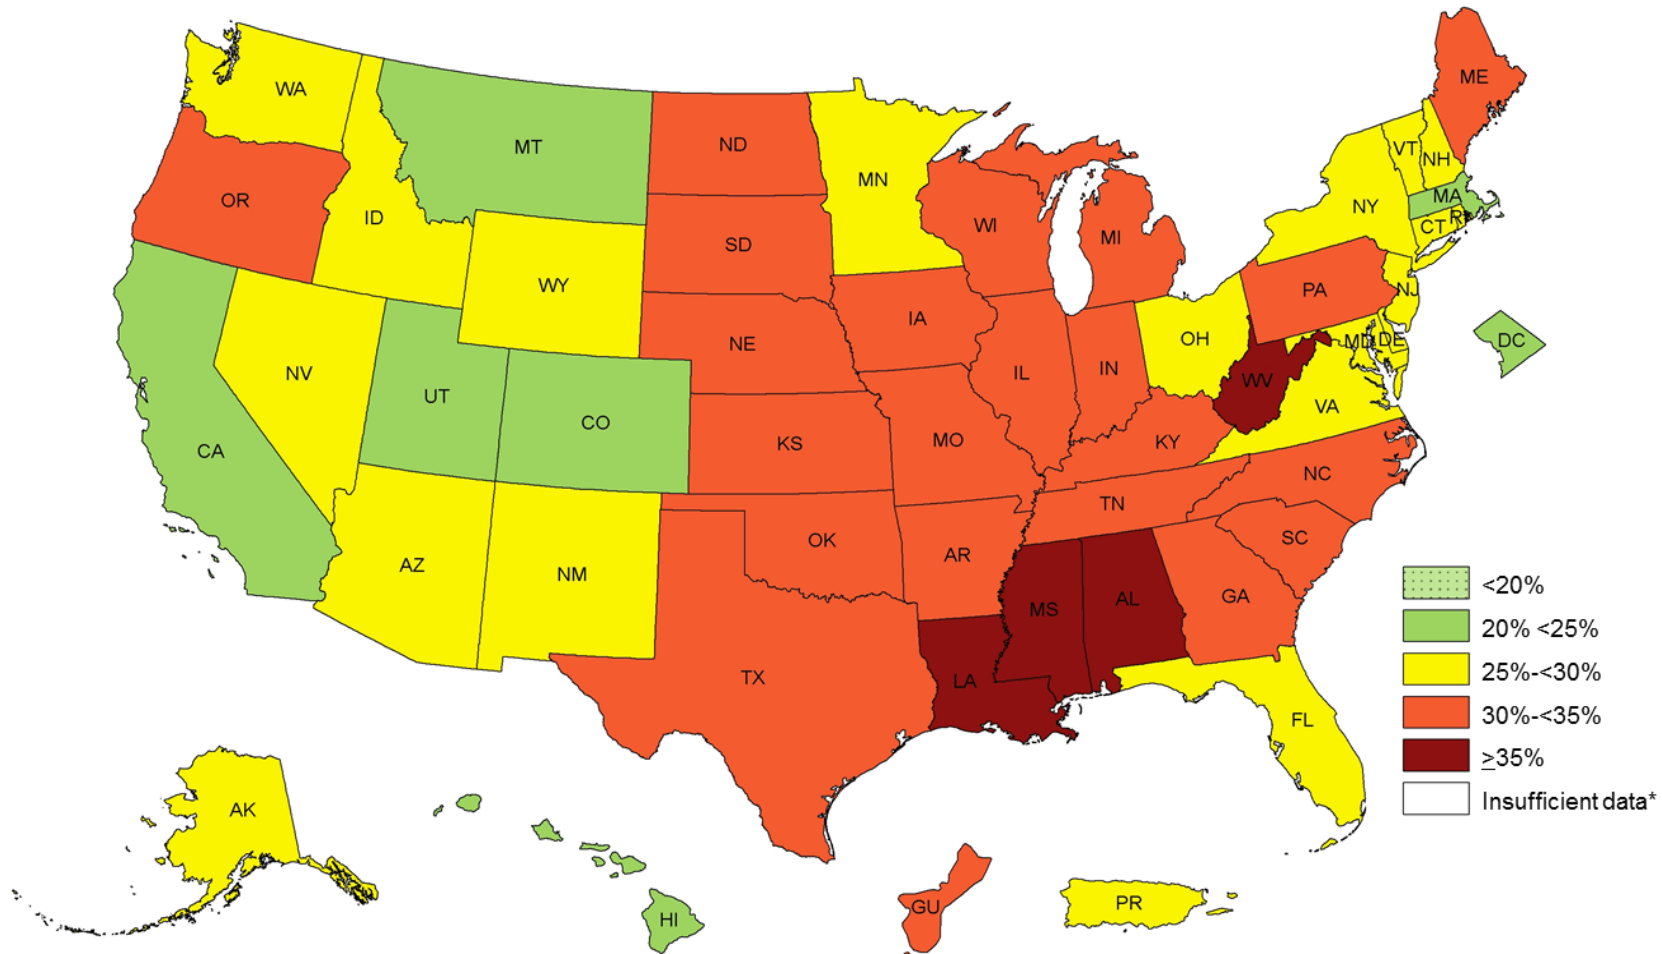 ME
WA
MT
ND
VT
NH
MN
OR
MA
ID
NY
RI
WI
CT
MI
SD
WY
PA
NJ
IA
OH
MD
DE
DC
NE
IL
IN
NV
WV
UT
VA
CO
MO
KY
KS
CA
NC
TN
OK
SC
AR
AZ
NM
GA
MS
AL
TX
LA
FL
AK
GU
PR
HI
<20%
20% <25%
25%-<30%
30%-<35%
≥35%
Insufficient data*